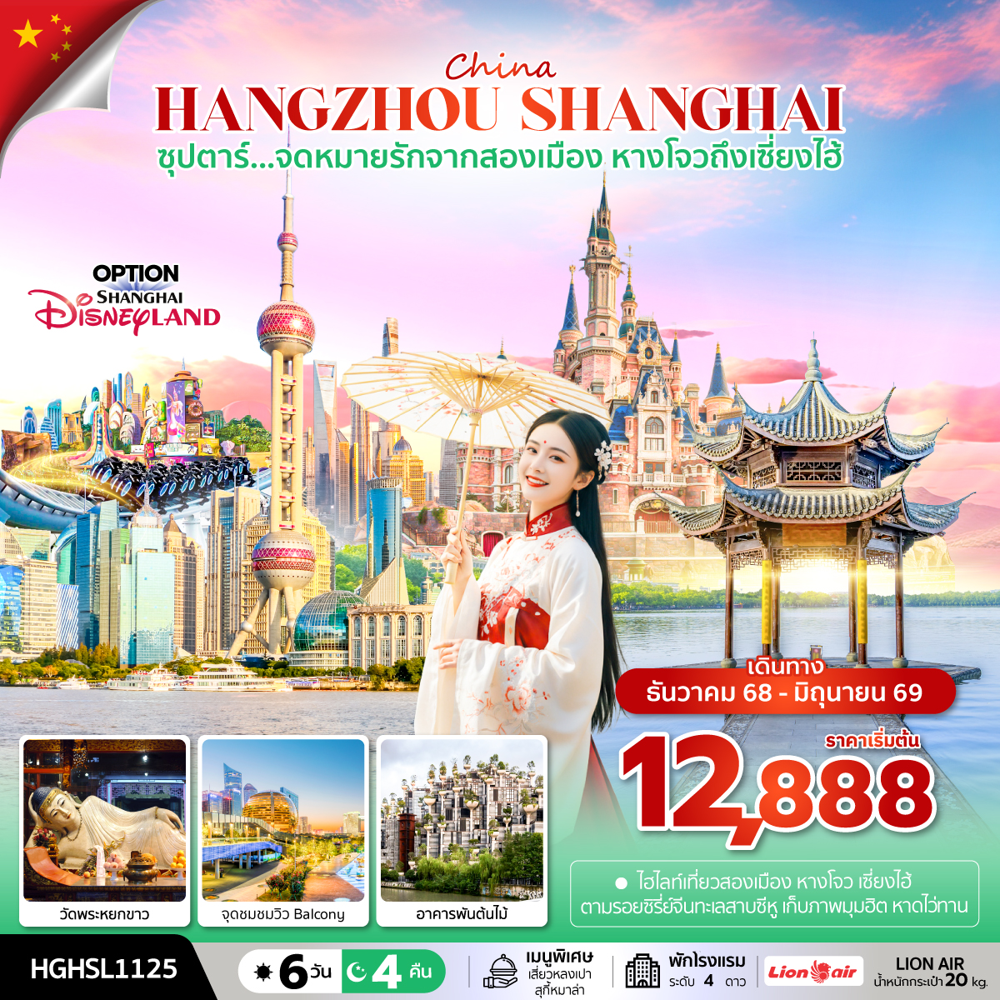 China
HANGZHOU SHANGHAI
ซุปตาร์...จดหมายรักจากสองเมือง หางโจวถึงเซี่ยงไฮ้
OPTION
SHANGHAI
DISNEYLAND
เดินทาง
ธันวาคม 68 - มิถุนายน 69
ราคาเริ่มต้น
12,888
วัดพระหยกขาว
จุดชมชมวิว Balcony
อาคารพันต้นไม้
ไฮไลท์เที่ยวสองเมือง หางโจว เซี่ยงไฮ้
ตามรอยซีรี่ย์จีนทะเลสาบซีหู เก็บภาพมุมฮิต หาดไว่ทาน
HGHSL1125
6 วัน 4 คืน
เมนูพิเศษ
เสี่ยวหลงเปา
สุกี้หมาล่า
พักโรงแรม
ระดับ 4 ดาว
Lion air
LION AIR
น้ำหนักกระเป๋า 20 kg.